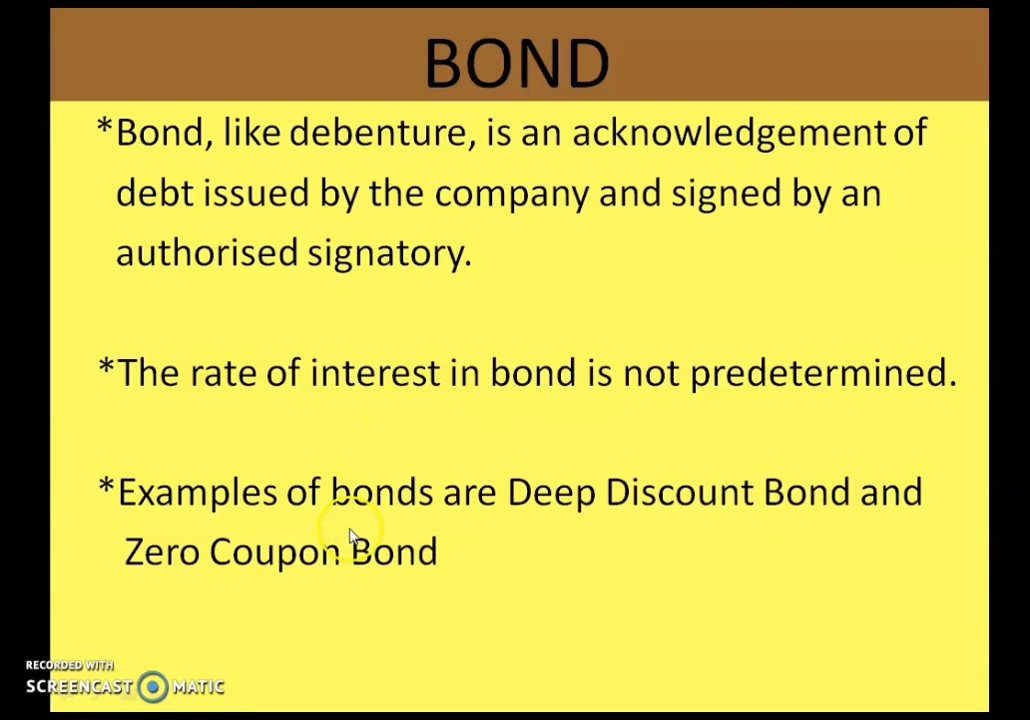 BOND
*Bond, like debenture, is an acknowledgement of
debt issued by the company and signed by an
authorised signatory.
*The rate of interest in bond is not predetermined.
*Examples of bonds are Deep Discount Bond and
Zero Coupon Bond
RECORDED WITH
SCREENCAST MATIC